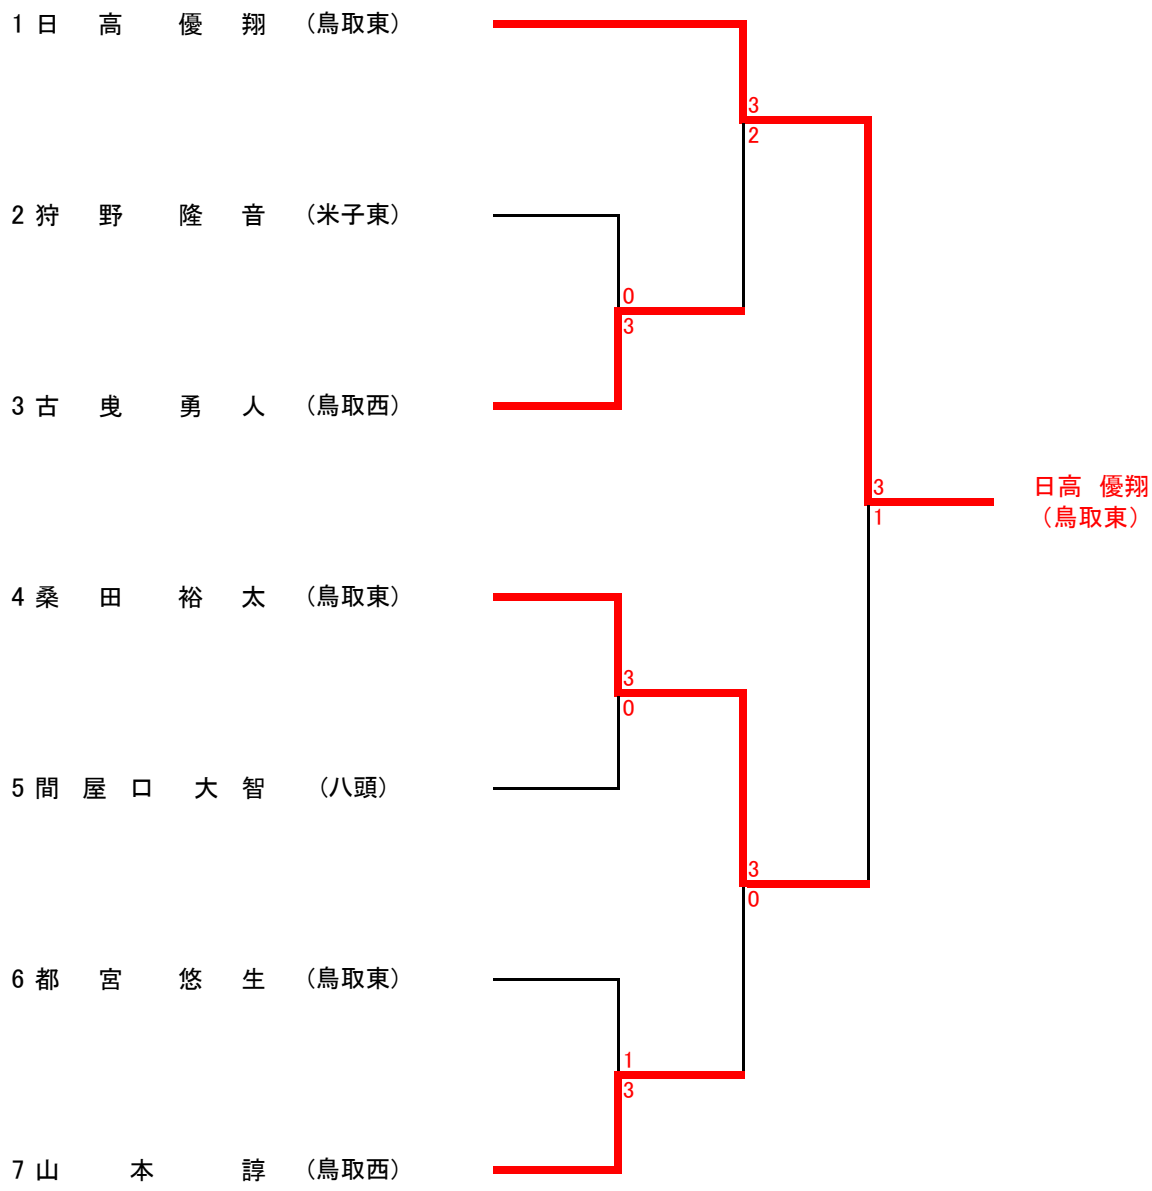 1 日 高 優 翔 （鳥取東）
3
2
2 狩 野 隆 音 （米子東）
0
3
3 古 曵 勇 人 （鳥取西）
日高 優翔
3
（鳥取東）
1
4 桑 田 裕 太 （鳥取東）
3
0
5 間 屋 口 大 智 （八頭）
3
0
6 都 宮 悠 生 （鳥取東）
1
3
7 山 本 諄 （鳥取西）